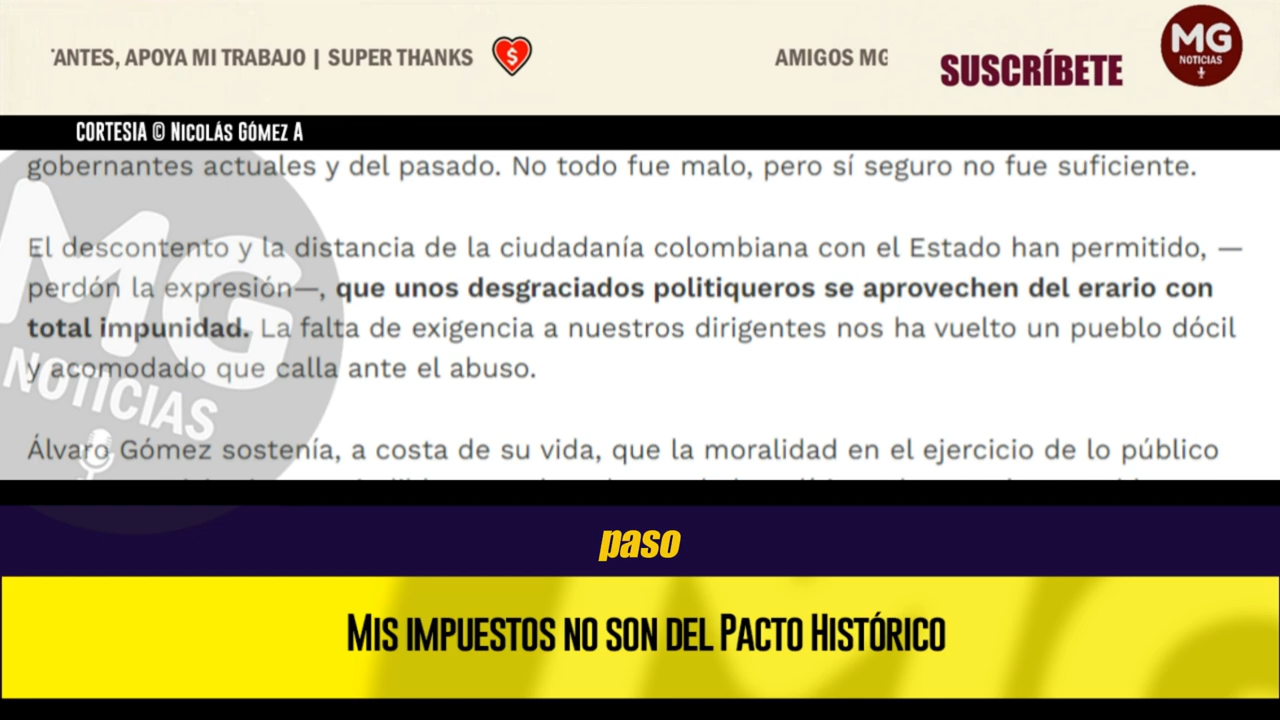 'ANTES, APOYA MI TRABAJO | SUPER THANKS
$
AMIGOS MG
SUSCRÍBETE
MG
NOTICIAS
CORTESIA © NICOLÁS GÓMEZ A
gobernantes actuales y del pasado. No todo fue malo, pero sí seguro no fue suficiente.
El descontento y la distancia de la ciudadanía colombiana con el Estado han permitido, —
perdón la expresión—, que unos desgraciados politiqueros se aprovechen del erario con
total impunidad. La falta de exigencia a nuestros dirigentes nos ha vuelto un pueblo dócil
y acomodado que calla ante el abuso.
Álvaro Gómez sostenía, a costa de su vida, que la moralidad en el ejercicio de lo público
MG
NOTICIAS
paso
MIS IMPUESTOS NO SON DEL PACTO HISTÓRICO